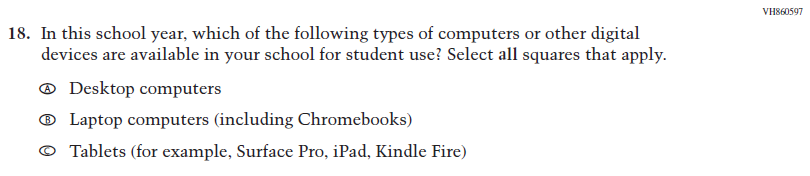 VH860597
18. In this school year, which of the following types of computers or other digital
devices are available in your school for student use? Select all squares that apply.
A Desktop computers
B Laptop computers (including Chromebooks)
C Tablets (for example, Surface Pro, iPad, Kindle Fire)